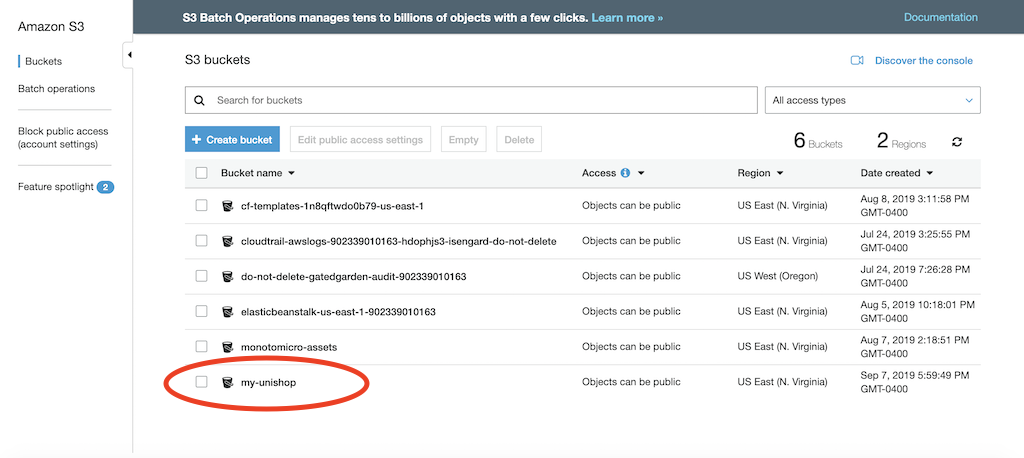 Amazon S3
S3 Batch Operations manages tens to billions of objects with a few clicks. Learn more »
Documentation
Buckets
Batch operations
Block public access
(account settings)
Feature spotlight 2
S3 buckets
Discover the console
Search for buckets
All access types
+ Create bucket
Edit public access settings
Empty
Delete
6 Buckets
2 Regions
Bucket name Access Region Date created
cf-templates-1n8qftwdo0b79-us-east-1 Objects can be public US East (N. Virginia) Aug 8, 2019 3:11:58 PM
GMT-0400
cloudtrail-awslogs-902339010163-hdophjs3-isengard-do-not-delete Objects can be public US East (N. Virginia) Jul 24, 2019 3:25:55 PM
GMT-0400
do-not-delete-gatedgarden-audit-902339010163 Objects can be public US West (Oregon) Jul 24, 2019 7:26:28 PM
GMT-0400
elasticbeanstalk-us-east-1-902339010163 Objects can be public US East (N. Virginia) Aug 5, 2019 10:18:01 PM
GMT-0400
monotomicro-assets Objects can be public US East (N. Virginia) Aug 7, 2019 2:18:51 PM
GMT-0400
my-unishop Objects can be public US East (N. Virginia) Sep 7, 2019 5:59:49 PM
GMT-0400